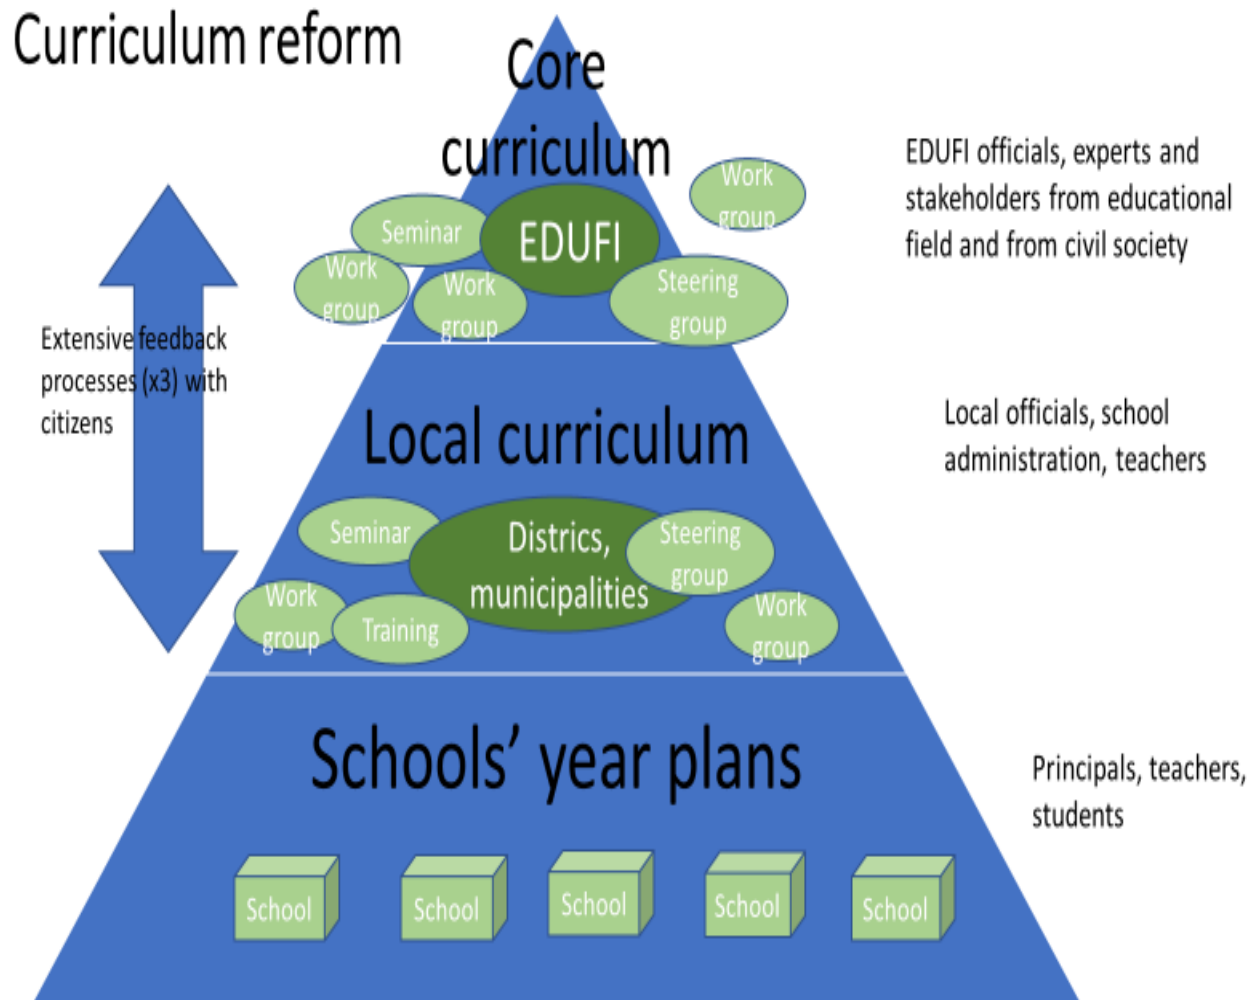 Curriculum reform
Core
curriculum
EDUFI officials, experts and
stakeholders from educational
field and from civil society
Work
group
Seminar
EDUFI
Work
group
Work
group
Steering
group
Extensive feedback
processes (x3) with
citizens
Local curriculum
Local officials, school
administration, teachers
Seminar
Districs,
municipalities
Steering
group
Work
group
Training
Work
group
Schools’ year plans
Principals, teachers,
students
School
School
School
School
School